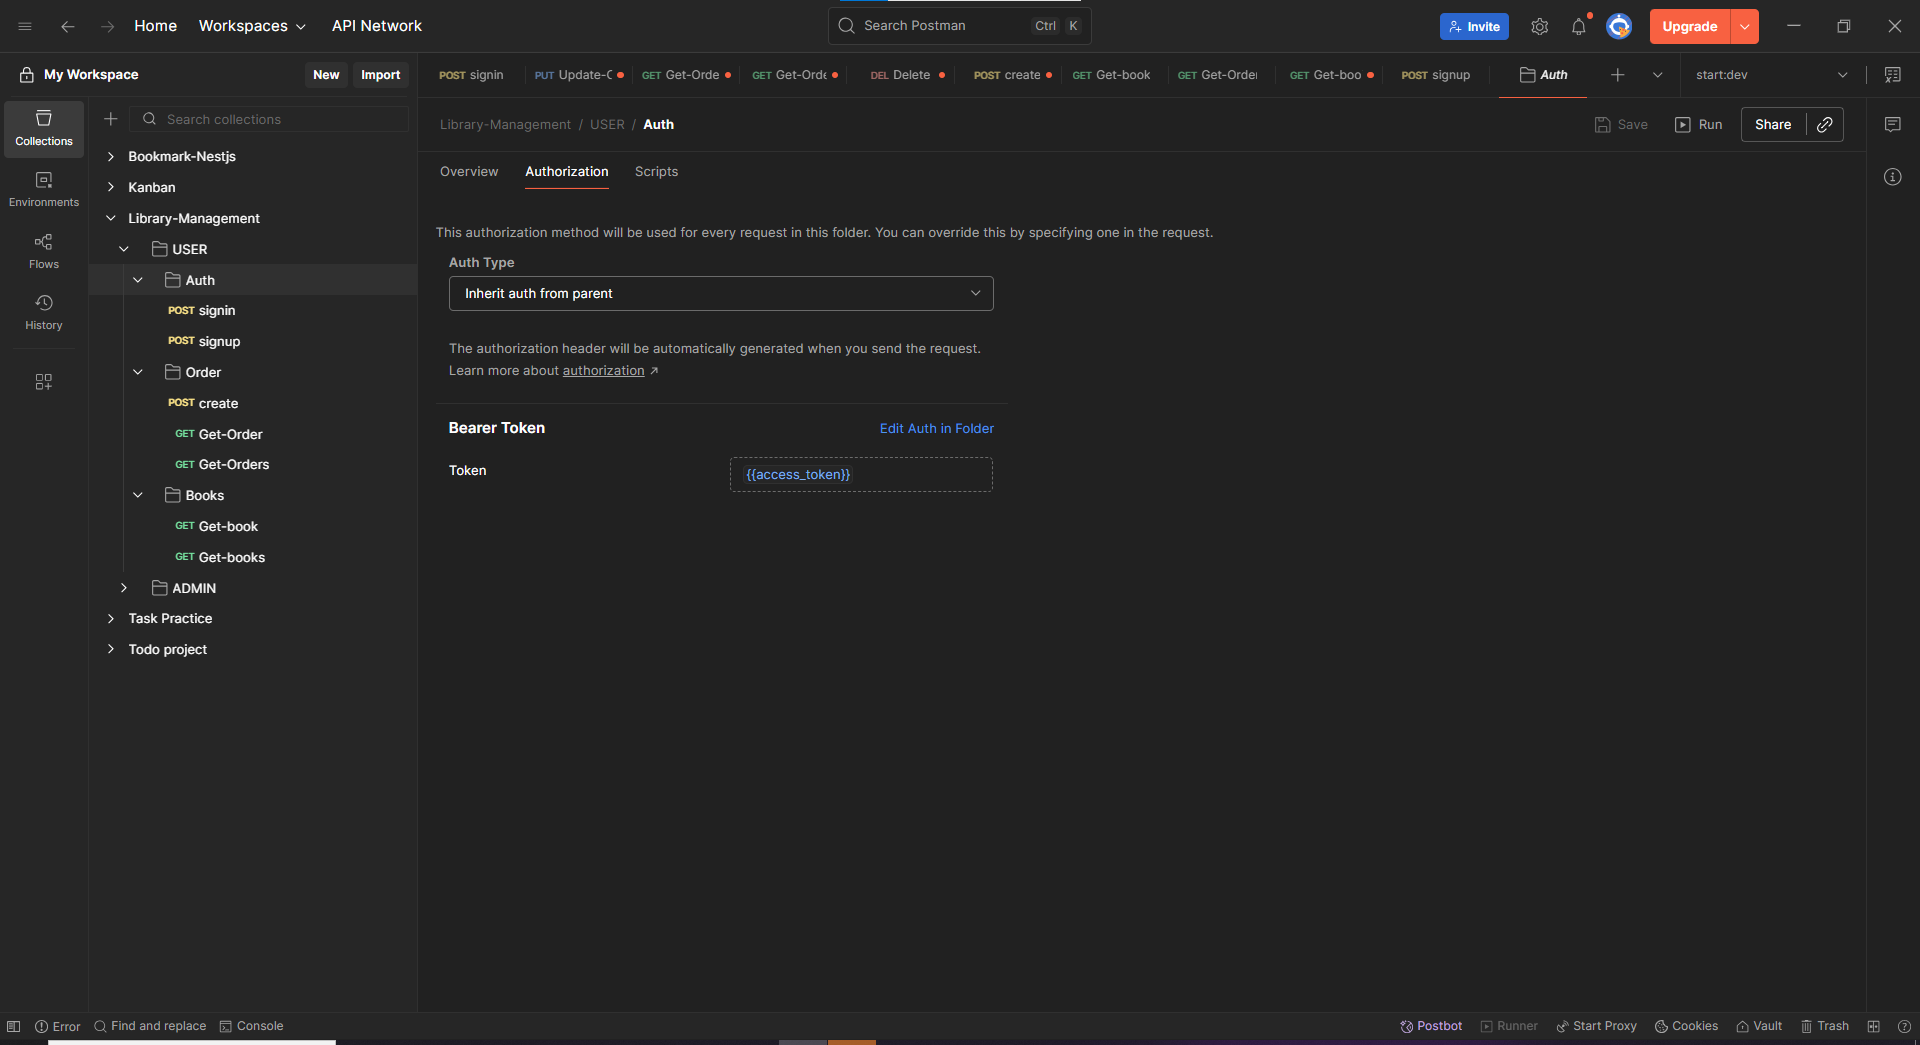 Home Workspaces API Network Search Postman Ctrl K Invite Upgrade
My Workspace New Import
POST signin PUT Update-C GET Get-Orde GET Get-Orde DEL Delete POST create GET Get-book GET Get-Order GET Get-boo POST signup Auth start:dev
Collections
Environments
Flows
History
Search collections
Bookmark-Nestjs
Kanban
Library-Management
USER
Auth
POST signin
POST signup
Order
POST create
GET Get-Order
GET Get-Orders
Books
GET Get-book
GET Get-books
ADMIN
Task Practice
Todo project
Library-Management / USER / Auth Save Run Share
Overview Authorization Scripts
This authorization method will be used for every request in this folder. You can override this by specifying one in the request.
Auth Type
Inherit auth from parent
The authorization header will be automatically generated when you send the request.
Learn more about authorization ↗
Bearer Token Edit Auth in Folder
Token {{access_token}}
Error Find and replace Console Postbot Runner Start Proxy Cookies Vault Trash